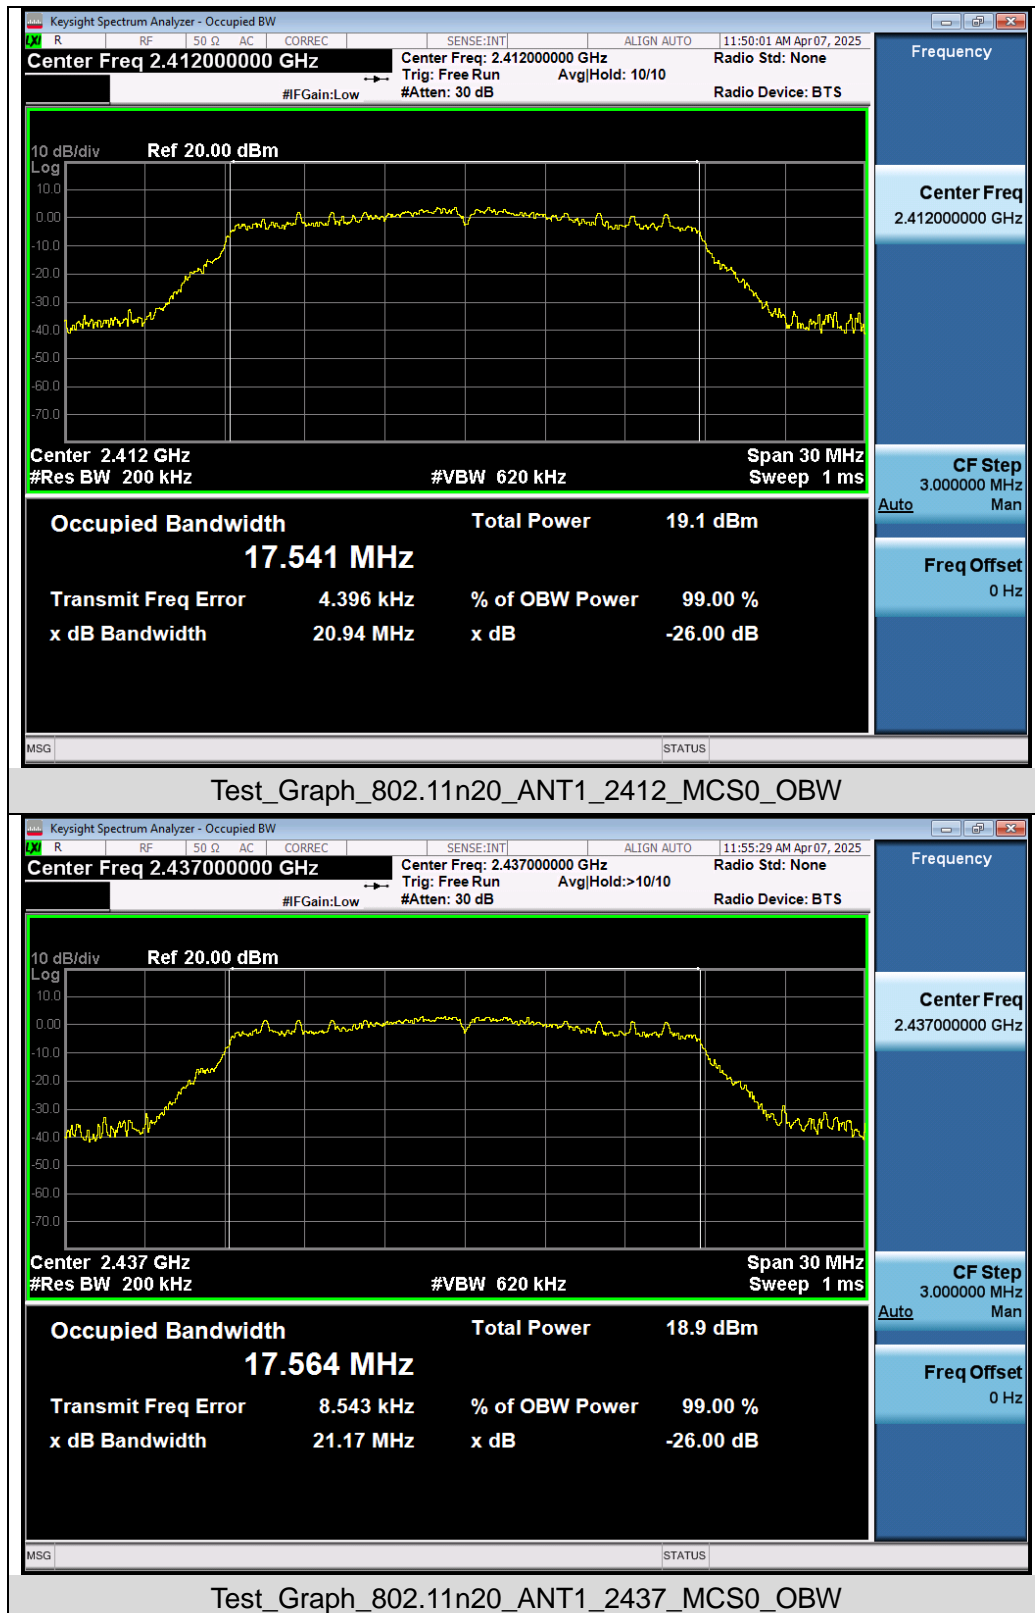 Keysight Spectrum Analyzer - Occupied BW
LXI R RF 50 Ω AC CORREC SENSE:INT ALIGN AUTO 11:50:01 AM Apr 07, 2025
Center Freq 2.412000000 GHz
Center Freq: 2.412000000 GHz
Radio Std: None
Trig: Free Run Avg|Hold: 10/10
#IFGain:Low #Atten: 30 dB Radio Device: BTS
Frequency
10 dB/div Ref 20.00 dBm
Log
10.0
0.00
-10.0
-20.0
-30.0
-40.0
-50.0
-60.0
-70.0
Center 2.412 GHz Span 30 MHz
#Res BW 200 kHz #VBW 620 kHz Sweep 1 ms
Center Freq
2.412000000 GHz
CF Step
3.000000 MHz
Auto Man
Freq Offset
0 Hz
Occupied Bandwidth Total Power 19.1 dBm
17.541 MHz
Transmit Freq Error 4.396 kHz % of OBW Power 99.00 %
x dB Bandwidth 20.94 MHz x dB -26.00 dB
MSG STATUS
Test_Graph_802.11n20_ANT1_2412_MCS0_OBW
Keysight Spectrum Analyzer - Occupied BW
LXI R RF 50 Ω AC CORREC SENSE:INT ALIGN AUTO 11:55:29 AM Apr 07, 2025
Center Freq 2.437000000 GHz
Center Freq: 2.437000000 GHz
Radio Std: None
Trig: Free Run Avg|Hold:>10/10
#IFGain:Low #Atten: 30 dB Radio Device: BTS
Frequency
10 dB/div Ref 20.00 dBm
Log
10.0
0.00
-10.0
-20.0
-30.0
-40.0
-50.0
-60.0
-70.0
Center 2.437 GHz Span 30 MHz
#Res BW 200 kHz #VBW 620 kHz Sweep 1 ms
Center Freq
2.437000000 GHz
CF Step
3.000000 MHz
Auto Man
Freq Offset
0 Hz
Occupied Bandwidth Total Power 18.9 dBm
17.564 MHz
Transmit Freq Error 8.543 kHz % of OBW Power 99.00 %
x dB Bandwidth 21.17 MHz x dB -26.00 dB
MSG STATUS
Test_Graph_802.11n20_ANT1_2437_MCS0_OBW